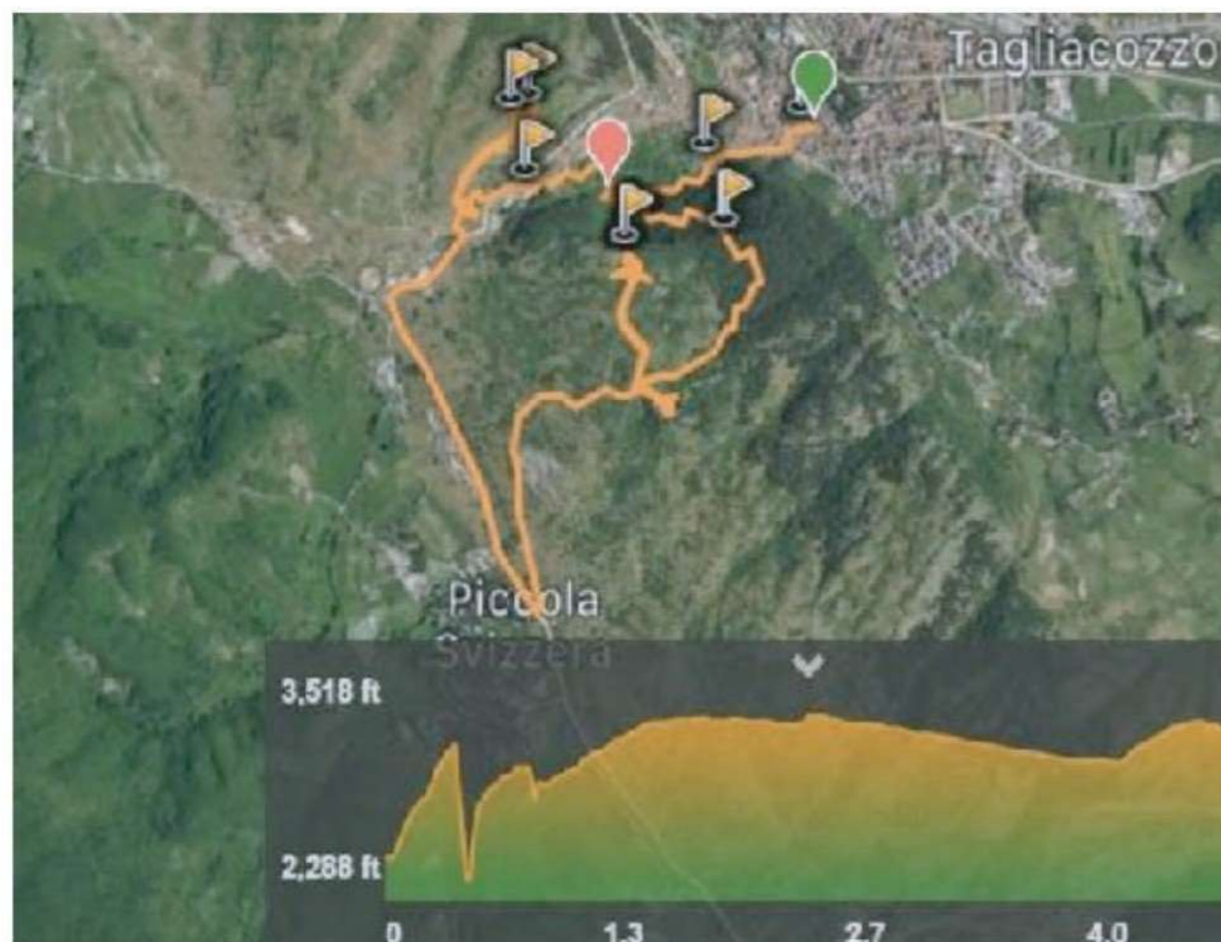 Tagliacozzo
Piccola
Svizzera
3,518 ft
2,288 ft
0 1.3 2.7 4.0